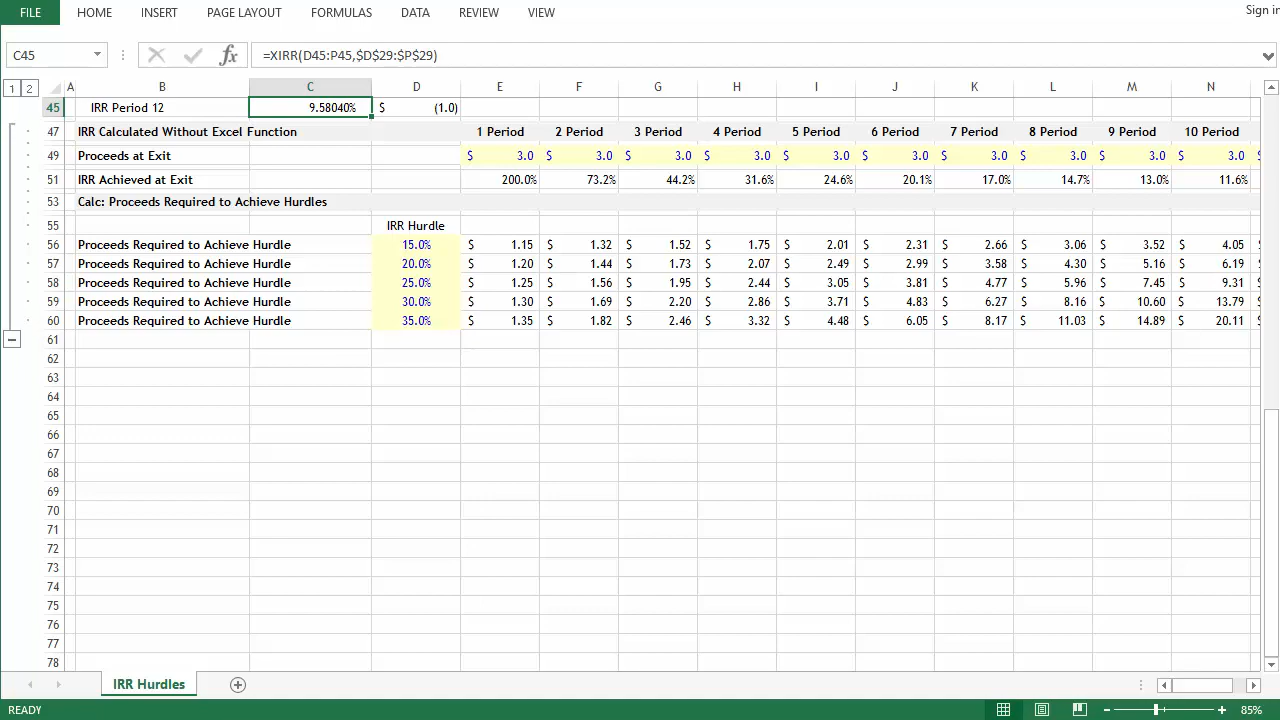 FILE HOME INSERT PAGE LAYOUT FORMULAS DATA REVIEW VIEW Sign in
C45 fx =XIRR(D45:P45,$D$29:$P$29)
1 2 A B C D E F G H I J K L M N
45 IRR Period 12 9.58040% $ (1.0)
47 IRR Calculated Without Excel Function 1 Period 2 Period 3 Period 4 Period 5 Period 6 Period 7 Period 8 Period 9 Period 10 Period
49 Proceeds at Exit $ 3.0 $ 3.0 $ 3.0 $ 3.0 $ 3.0 $ 3.0 $ 3.0 $ 3.0 $ 3.0 $ 3.0 $
51 IRR Achieved at Exit 200.0% 73.2% 44.2% 31.6% 24.6% 20.1% 17.0% 14.7% 13.0% 11.6%
53 Calc: Proceeds Required to Achieve Hurdles
55 IRR Hurdle
56 Proceeds Required to Achieve Hurdle 15.0% $ 1.15 $ 1.32 $ 1.52 $ 1.75 $ 2.01 $ 2.31 $ 2.66 $ 3.06 $ 3.52 $ 4.05 $
57 Proceeds Required to Achieve Hurdle 20.0% $ 1.20 $ 1.44 $ 1.73 $ 2.07 $ 2.49 $ 2.99 $ 3.58 $ 4.30 $ 5.16 $ 6.19 $
58 Proceeds Required to Achieve Hurdle 25.0% $ 1.25 $ 1.56 $ 1.95 $ 2.44 $ 3.05 $ 3.81 $ 4.77 $ 5.96 $ 7.45 $ 9.31 $
59 Proceeds Required to Achieve Hurdle 30.0% $ 1.30 $ 1.69 $ 2.20 $ 2.86 $ 3.71 $ 4.83 $ 6.27 $ 8.16 $ 10.60 $ 13.79 $
60 Proceeds Required to Achieve Hurdle 35.0% $ 1.35 $ 1.82 $ 2.46 $ 3.32 $ 4.48 $ 6.05 $ 8.17 $ 11.03 $ 14.89 $ 20.11 $
61
62
63
64
65
66
67
68
69
70
71
72
73
74
75
76
77
78
IRR Hurdles
READY 85%